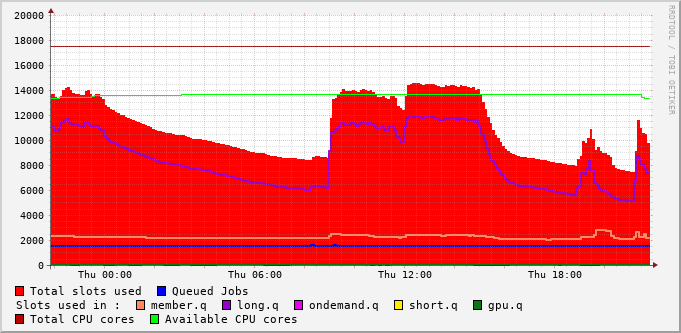 20000
18000
16000
14000
12000
10000
8000
6000
4000
2000
0
Thu 00:00 Thu 06:00 Thu 12:00 Thu 18:00
RRDTOOL / TOBI OETIKER
Total slots used Queued Jobs
Slots used in : member.q long.q ondemand.q short.q gpu.q
Total CPU cores Available CPU cores